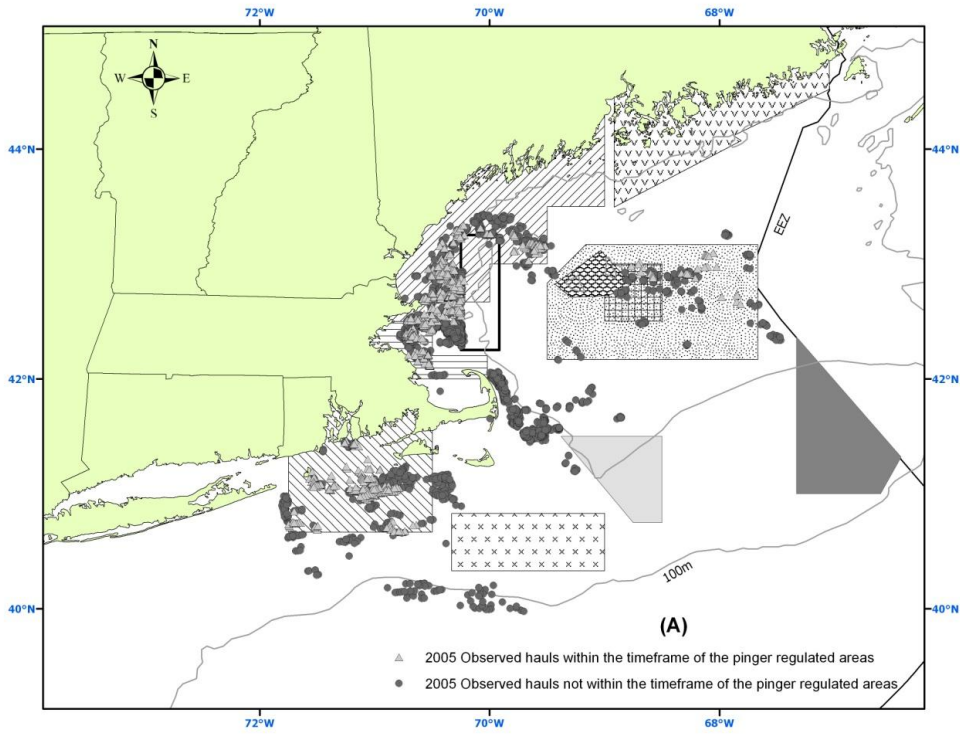 72°W 70°W 68°W
N
W E
S
44°N 44°N
EEZ
42°N 42°N
100m
40°N 40°N
(A)
2005 Observed hauls within the timeframe of the pinger regulated areas
2005 Observed hauls not within the timeframe of the pinger regulated areas
72°W 70°W 68°W